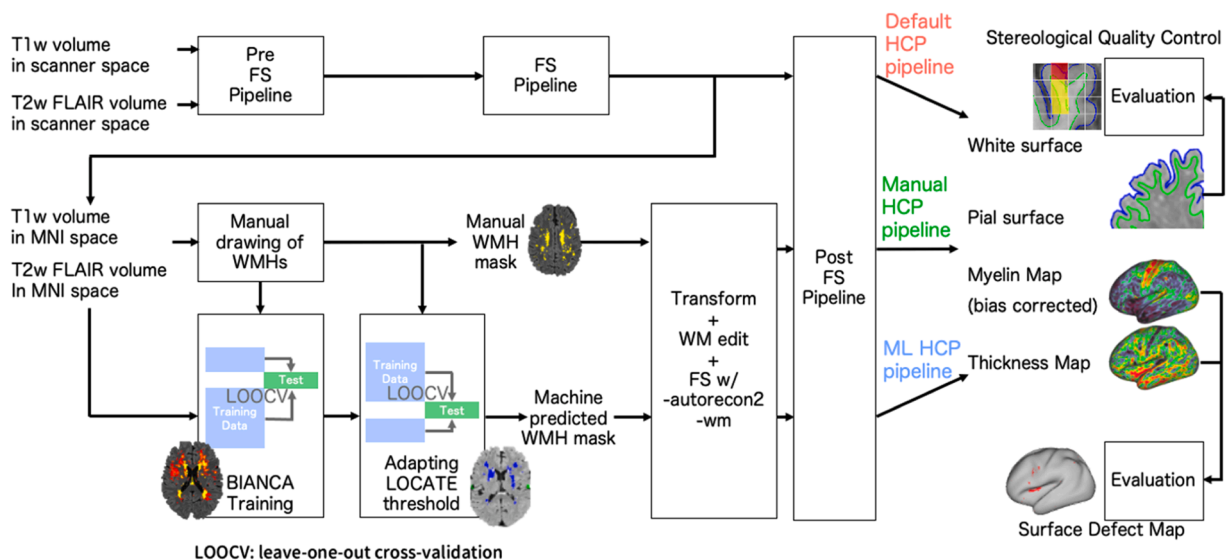 T1w volume
in scanner space
T2w FLAIR volume
in scanner space
Pre
FS
Pipeline
FS
Pipeline
Default
HCP
pipeline
Stereological Quality Control
Evaluation
White surface
T1w volume
in MNI space
T2w FLAIR volume
In MNI space
Manual
drawing of
WMHs
Manual
WMH
mask
Transform
+
WM edit
+
FS w/
-autorecon2
-wm
Post
FS
Pipeline
Manual
HCP
pipeline
Pial surface
Myelin Map
(bias corrected)
ML HCP
pipeline
Thickness Map
Test
LOOCV
Training
Data
BIANCA
Training
Training
Data
LOOCV
Test
Adapting
LOCATE
threshold
Machine
predicted
WMH mask
Evaluation
Surface Defect Map
LOOCV: leave-one-out cross-validation